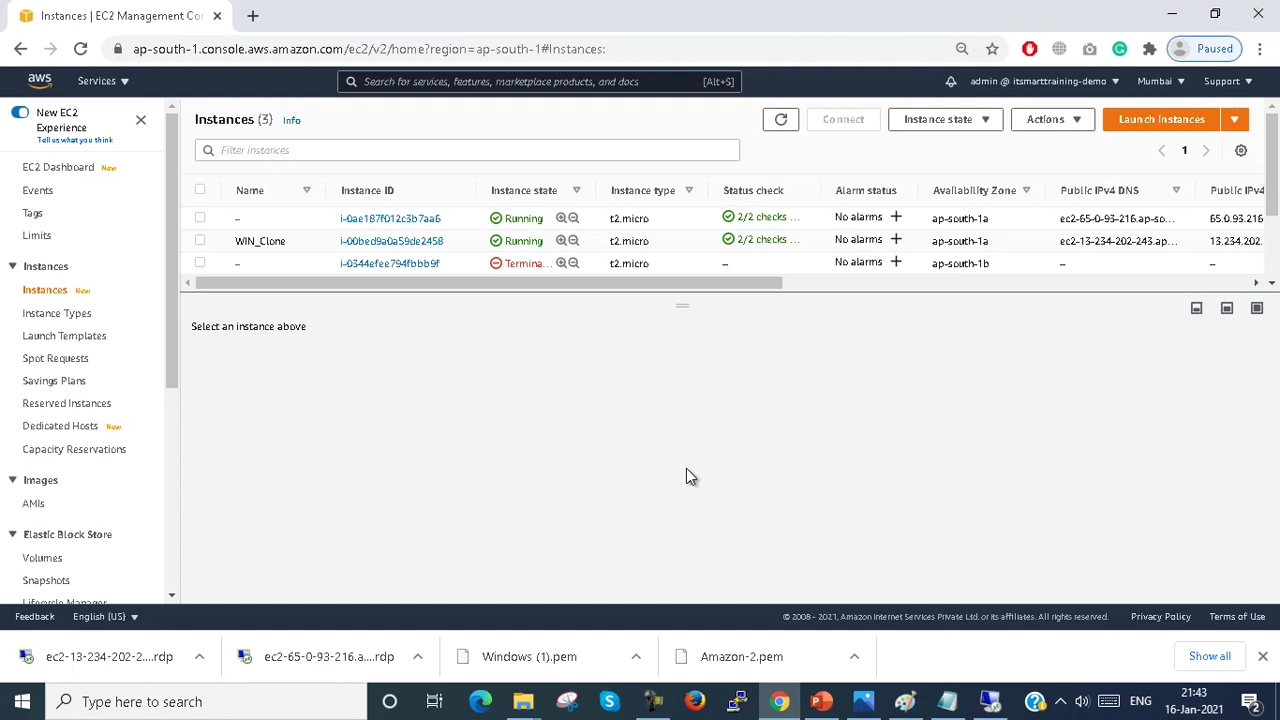 Instances | EC2 Management Co
ap-south-1.console.aws.amazon.com/ec2/v2/home?region=ap-south-1#Instances:
Paused
aws
Services
Search for services, features, marketplace products, and docs
[Alt+S]
admin @ itsmarttraining-demo
Mumbai
Support
New EC2
Experience
Tell us what you think
EC2 Dashboard New
Events
Tags
Limits
Instances
Instances New
Instance Types
Launch Templates
Spot Requests
Savings Plans
Reserved Instances
Dedicated Hosts New
Capacity Reservations
Images
AMIs
Elastic Block Store
Volumes
Snapshots
Lifecycle Manager
Instances (3) Info
Connect
Instance state
Actions
Launch instances
Filter instances
1
Name Instance ID Instance state Instance type Status check Alarm status Availability Zone Public IPv4 DNS Public IPv4
– i-0ae187f012c3b7aa6 Running t2.micro 2/2 checks ... No alarms + ap-south-1a ec2-65-0-93-216.ap-so... 65.0.93.216
WIN_Clone i-00bed9a0a59de2458 Running t2.micro 2/2 checks ... No alarms + ap-south-1a ec2-13-234-202-243.ap... 13.234.202.
– i-0344efee794fbbb9f Termina... t2.micro – No alarms + ap-south-1b – –
Select an instance above
Feedback
English (US)
© 2008 - 2021, Amazon Internet Services Private Ltd. or its affiliates. All rights reserved.
Privacy Policy
Terms of Use
ec2-13-234-202-2....rdp
ec2-65-0-93-216.a....rdp
Windows (1).pem
Amazon-2.pem
Show all
Type here to search
ENG
21:43
16-Jan-2021
2